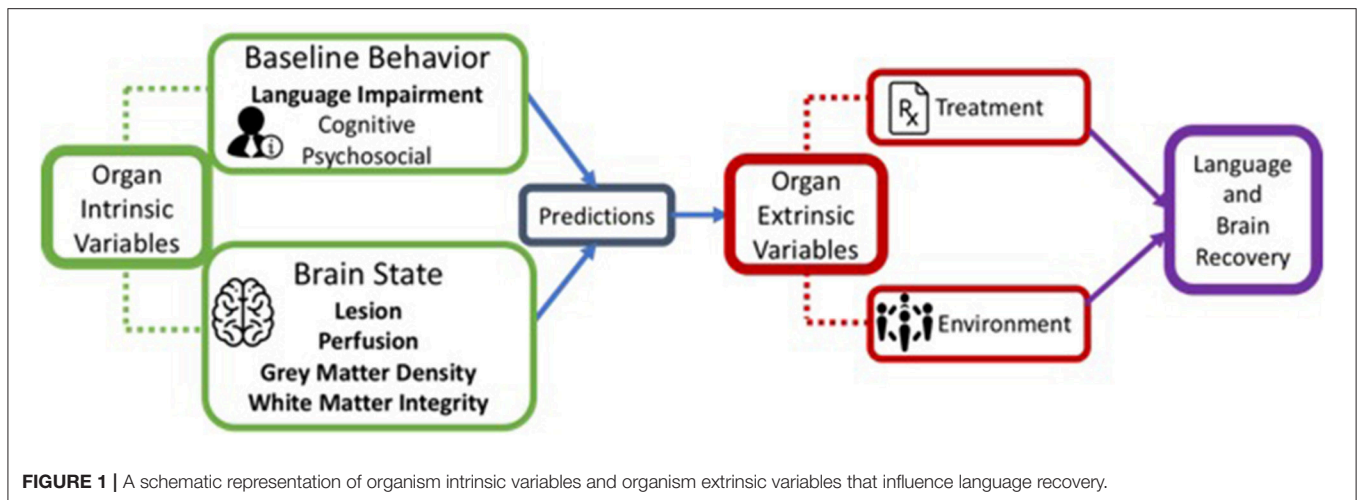 Organ
Intrinsic
Variables
Baseline Behavior
Language Impairment
Cognitive
Psychosocial
i
Brain State
Lesion
Perfusion
Grey Matter Density
White Matter Integrity
Predictions
Organ
Extrinsic
Variables
Rx
Treatment
Environment
Language
and
Brain
Recovery
FIGURE 1 | A schematic representation of organism intrinsic variables and organism extrinsic variables that influence language recovery.